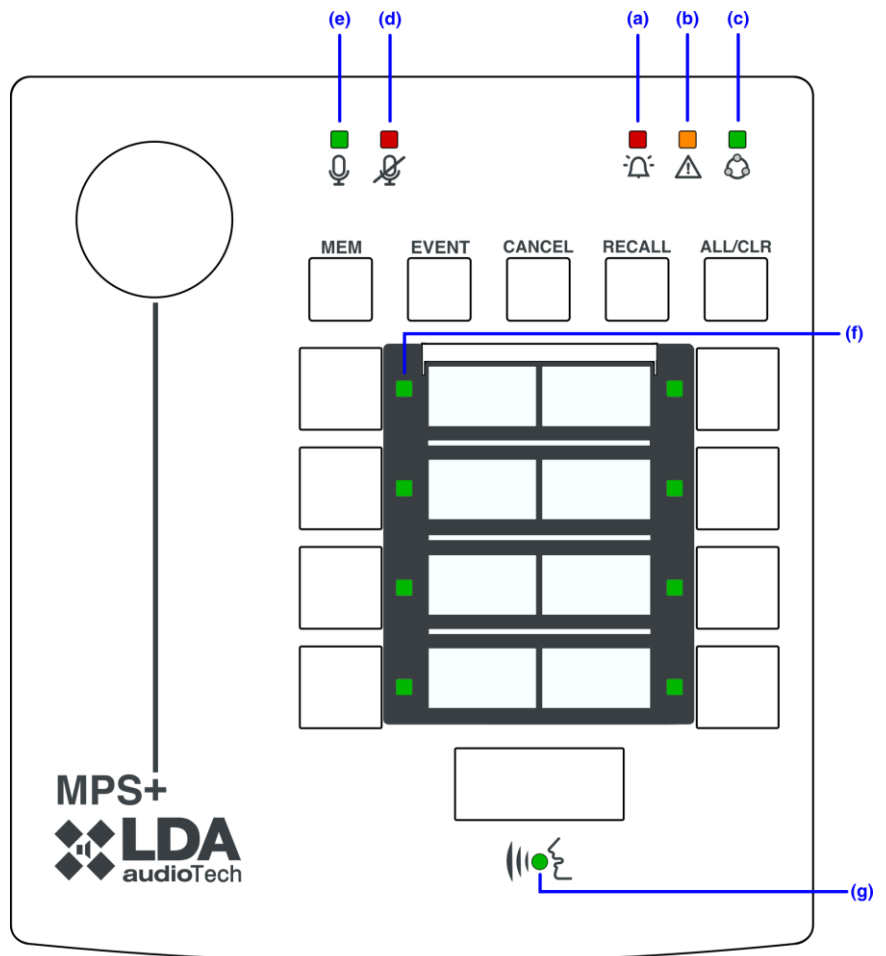 (e) (d) (a) (b) (c)
MEM EVENT CANCEL RECALL ALL/CLR
(f)
MPS+
LDA
audioTech
(g)